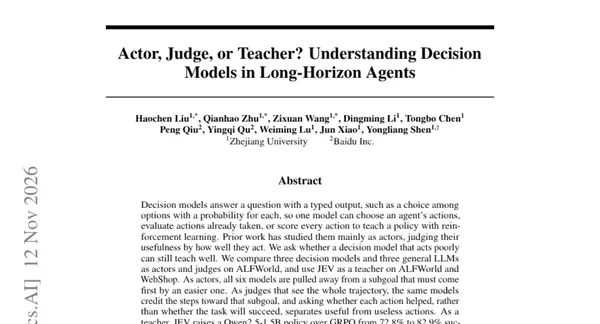 Actor, Judge, or Teacher? Understanding Decision
Models in Long-Horizon Agents
Haochen Liu1,*, Qianhao Zhu1,*, Zixuan Wang1,*, Dingming Li1, Tongbo Chen1
Peng Qiu2, Yingqi Qu2, Weiming Lu1, Jun Xiao1, Yongliang Shen1,†
1Zhejiang University 2Baidu Inc.
Abstract
Decision models answer a question with a typed output, such as a choice among
options with a probability for each, so one model can choose an agent's actions,
evaluate actions already taken, or score every action to teach a policy with rein-
forcement learning. Prior work has studied them mainly as actors, judging their
usefulness by how well they act. We ask whether a decision model that acts poorly
can still teach well. We compare three decision models and three general LLMs
as actors and judges on ALFWorld, and use JEV as a teacher on ALFWorld and
WebShop. As actors, all six models are pulled away from a subgoal that must come
first by an easier one. As judges that see the whole trajectory, the same models
credit the steps toward that subgoal, and asking whether each action helped, rather
than whether the task will succeed, separates useful from useless actions. As a
teacher, JEV raises a Qwen2.5-1.5B policy over GRPO from 72.8% to 82.9% suc-
cs.AI] 12 Nov 2026